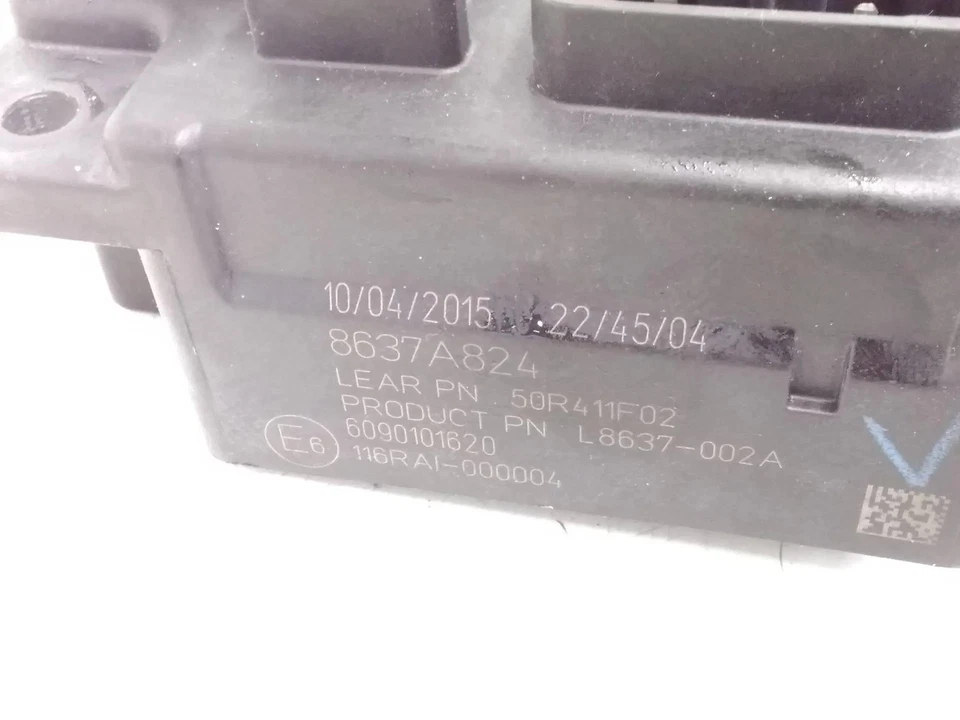 10/04/2015 22/45/04
8637A824
LEAR PN 50R411F02
PRODUCT PN L8637-002A
6090101620
E6 116RAI-000004
V